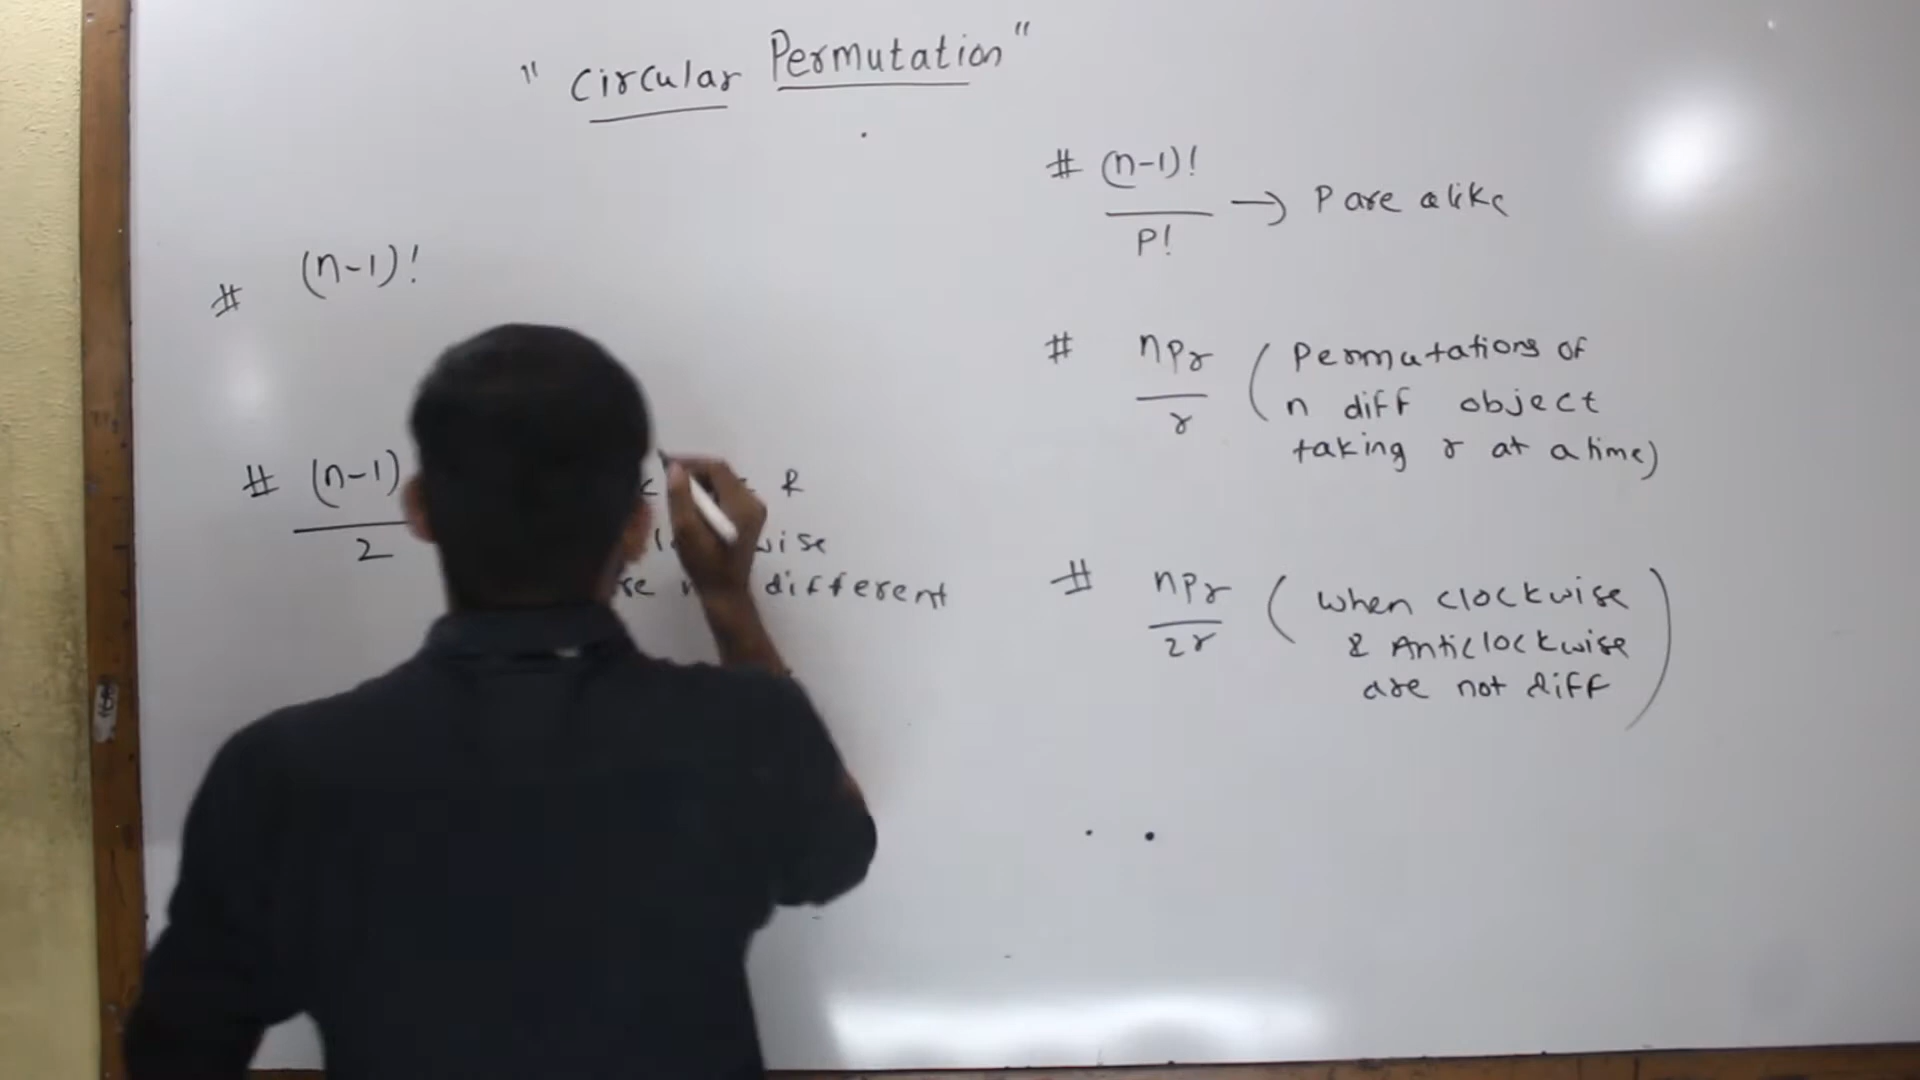 " Circular Permutation "
# (n-1)!
# (n-1)
2
&
wise
different
# (n-1)!
P!
→ P are alike
# nPr
r
( Permutations of
n diff object
taking r at a time)
# nPr
2r
( when clockwise
& Anticlockwise
are not diff )